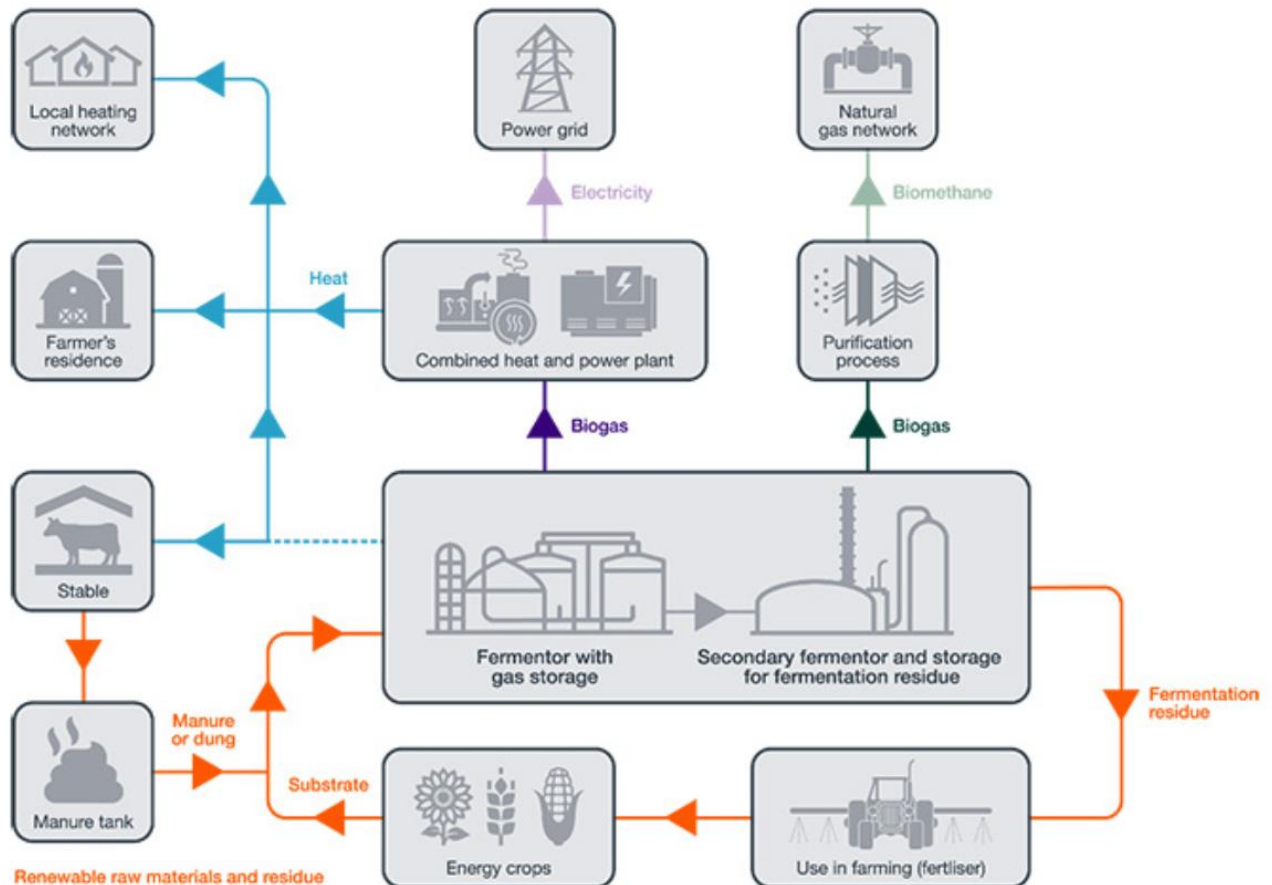 Local heating
network
Power grid
Natural
gas network
Electricity
Biomethane
Heat
Farmer's
residence
Combined heat and power plant
Purification
process
Biogas
Biogas
Stable
Fermentor with
gas storage
Secondary fermentor and storage
for fermentation residue
Fermentation
residue
Manure
or dung
Substrate
Manure tank
Energy crops
Use in farming (fertliser)
Renewable raw materials and residue